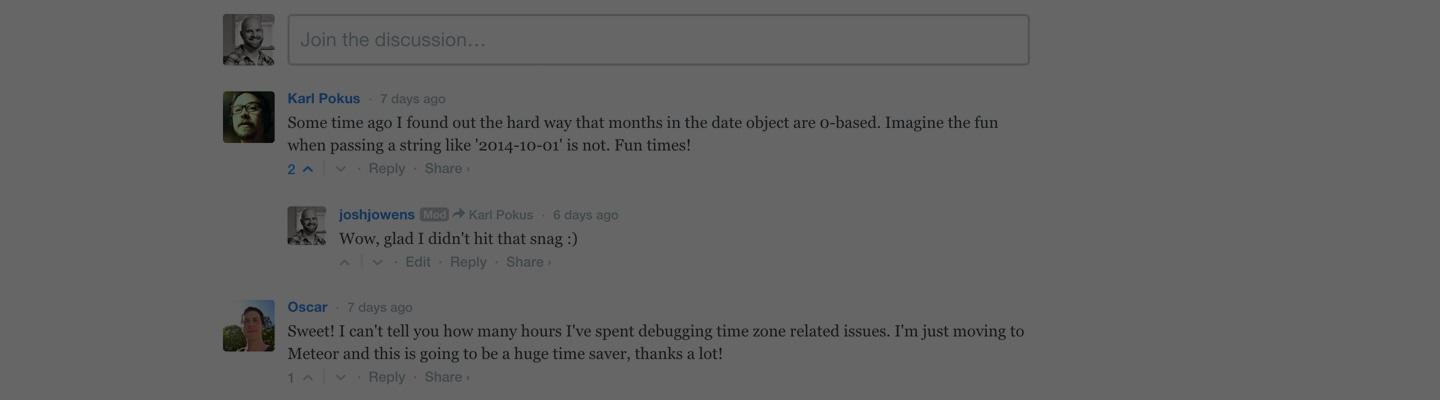 Join the discussion…
Karl Pokus · 7 days ago
Some time ago I found out the hard way that months in the date object are 0-based. Imagine the fun
when passing a string like '2014-10-01' is not. Fun times!
2 · Reply · Share ›
joshjowens Mod Karl Pokus · 6 days ago
Wow, glad I didn't hit that snag :)
· Edit · Reply · Share ›
Oscar · 7 days ago
Sweet! I can't tell you how many hours I've spent debugging time zone related issues. I'm just moving to
Meteor and this is going to be a huge time saver, thanks a lot!
1 · Reply · Share ›